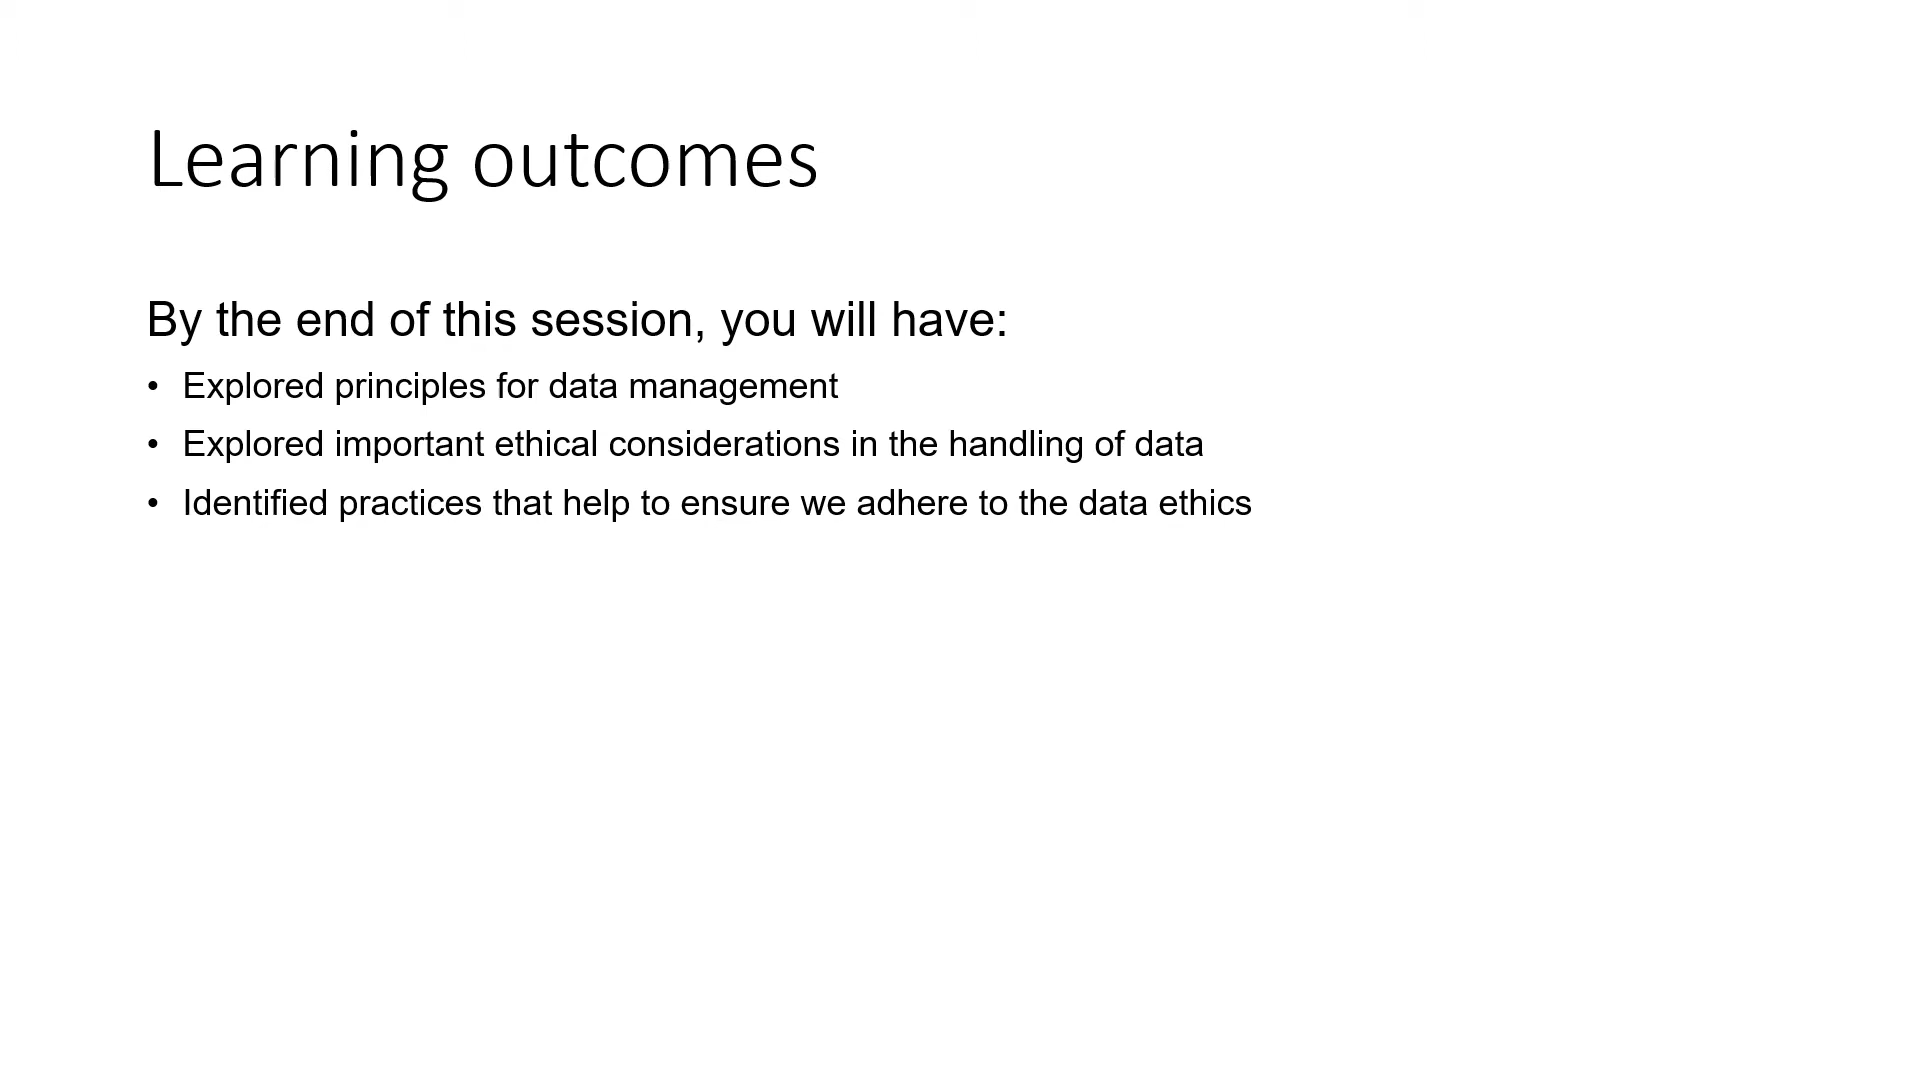 Learning outcomes
By the end of this session, you will have:
• Explored principles for data management
• Explored important ethical considerations in the handling of data
• Identified practices that help to ensure we adhere to the data ethics